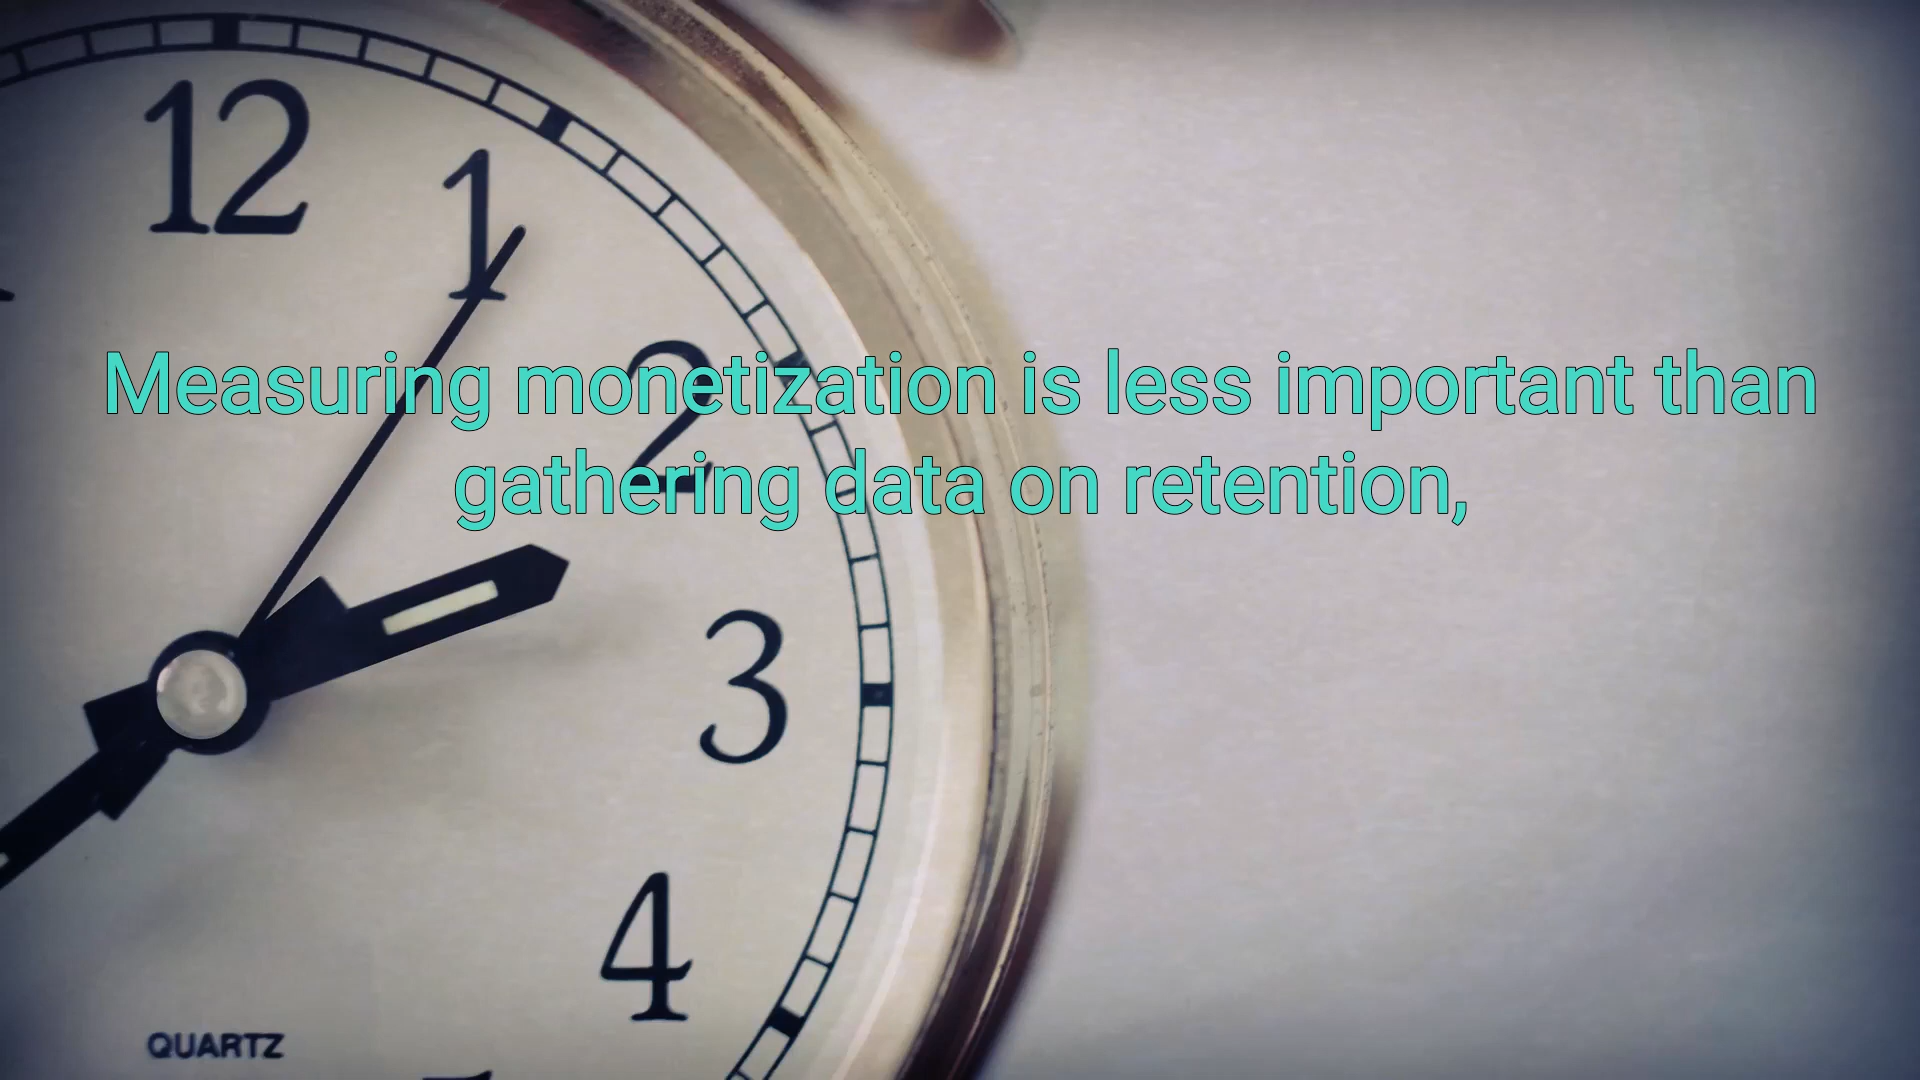 12
1
2
Measuring monetization is less important than
gathering data on retention,
3
4
QUARTZ